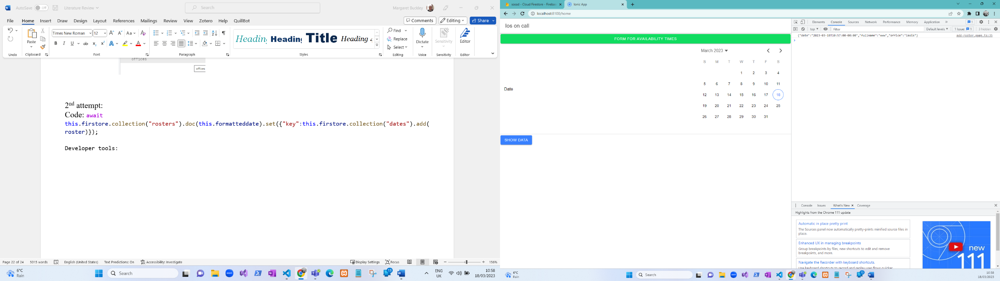 AutoSave Off Literature Review Search Margaret Buckley
File Home Insert Draw Design Layout References Mailings Review View Zotero Help QuillBot Comments Editing Share
Times New Roman 12 Aa
Heading Heading Title Heading 4
Paste B I U ab x2 x2 A A
Find Replace Select Dictate Sensitivity Editor
Undo Clipboard Font Paragraph Styles Editing Voice Sensitivity Editor
offices
offices
2nd attempt:
Code: await
this.firstore.collection("rosters").doc(this.formatteddate).set({"key":this.firstore.collection("dates").add(
roster)});
Developer tools:
Page 22 of 24 5015 words English (United States) Text Predictions: On Accessibility: Investigate Display Settings Focus 156%
6°C
Rain
Search
13
ENG
UK
10:58
18/03/2023
sosad - Cloud Firestore - Fireba Ionic App
localhost:8100/home
Ios on call
FORM FOR AVAILABILITY TIMES
March 2023
S M T W T F S
1 2 3 4
5 6 7 8 9 10 11
Date
12 13 14 15 16 17 18
19 20 21 22 23 24 25
26 27 28 29 30 31
SHOW DATA
Elements Console Sources Network Performance Memory Application 1
top Filter Default levels 1 Issue: 1 3 hidden
{"date":"2023-03-18T10:57:00-00:00","fullname":"www","office":"laois"} add-roster.page.ts:35
Console Issues What's New Coverage
Highlights from the Chrome 111 update
Automatic in place pretty print
The Sources panel now automatically pretty-prints minified source files in
place.
Enhanced UX in managing breakpoints
Group breakpoints by files, new shortcuts to edit and remove
breakpoints, and more.
Navigate the Recorder with keyboard shortcuts.
Use keyboard shortcuts to record and replay user flows quicker
new
111
6°C
Rain
Search
13
10:58
18/03/2023